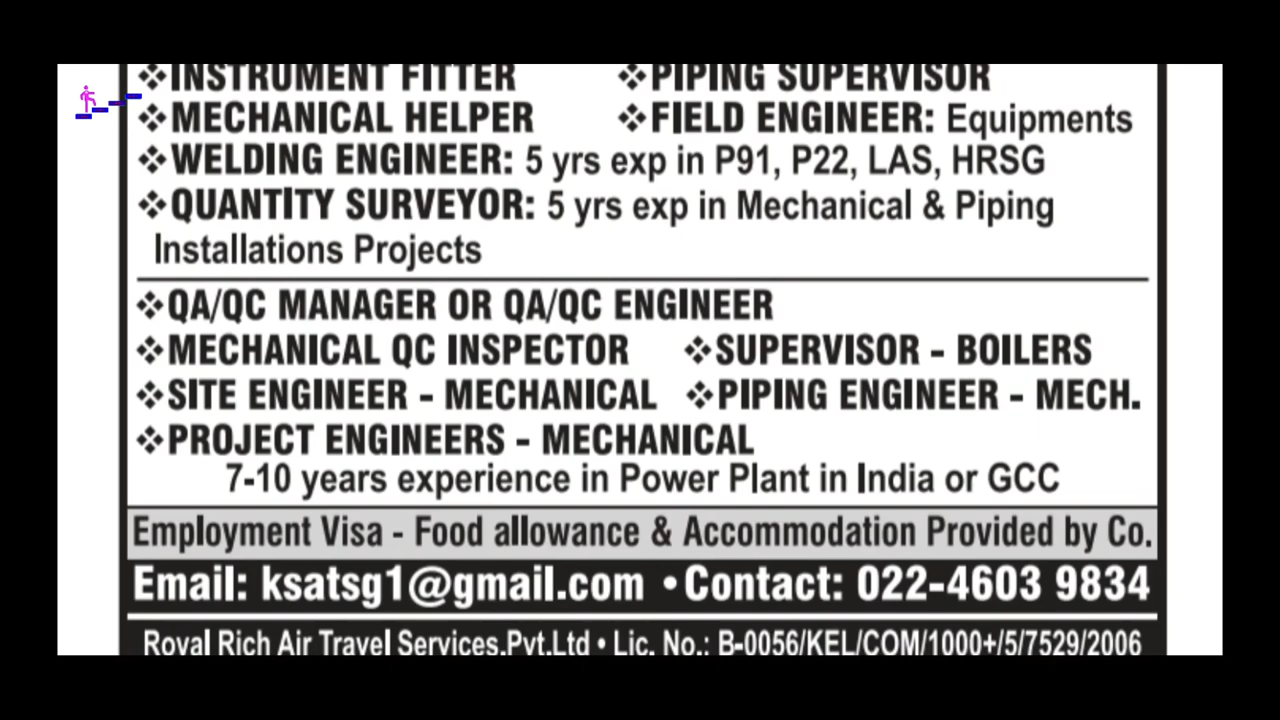 ❖INSTRUMENT FITTER ❖PIPING SUPERVISOR
❖MECHANICAL HELPER ❖FIELD ENGINEER: Equipments
❖WELDING ENGINEER: 5 yrs exp in P91, P22, LAS, HRSG
❖QUANTITY SURVEYOR: 5 yrs exp in Mechanical & Piping
Installations Projects
❖QA/QC MANAGER OR QA/QC ENGINEER
❖MECHANICAL QC INSPECTOR ❖SUPERVISOR - BOILERS
❖SITE ENGINEER - MECHANICAL ❖PIPING ENGINEER - MECH.
❖PROJECT ENGINEERS - MECHANICAL
7-10 years experience in Power Plant in India or GCC
Employment Visa - Food allowance & Accommodation Provided by Co.
Email: ksatsg1@gmail.com • Contact: 022-4603 9834
Royal Rich Air Travel Services.Pvt.Ltd • Lic. No.: B-0056/KEL/COM/1000+/5/7529/2006